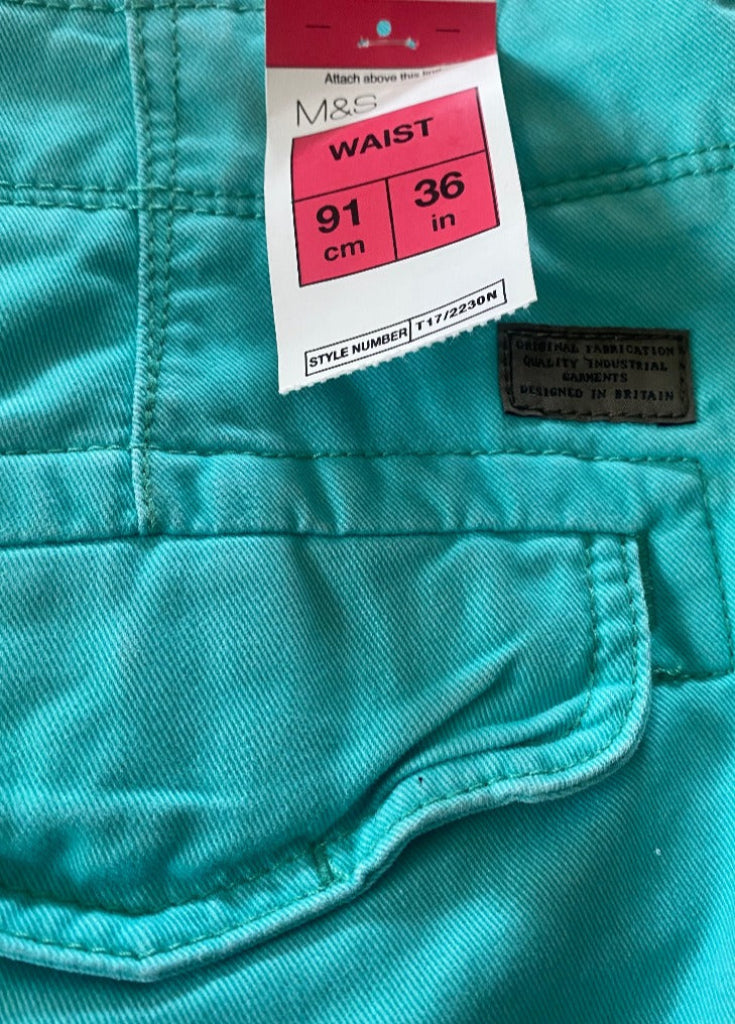 Attach above this line
M&S
WAIST
91
cm
36
in
STYLE NUMBER T17/2230N
ORIGINAL FABRICATION
QUALITY INDUSTRIAL
GARMENTS
DESIGNED IN BRITAIN